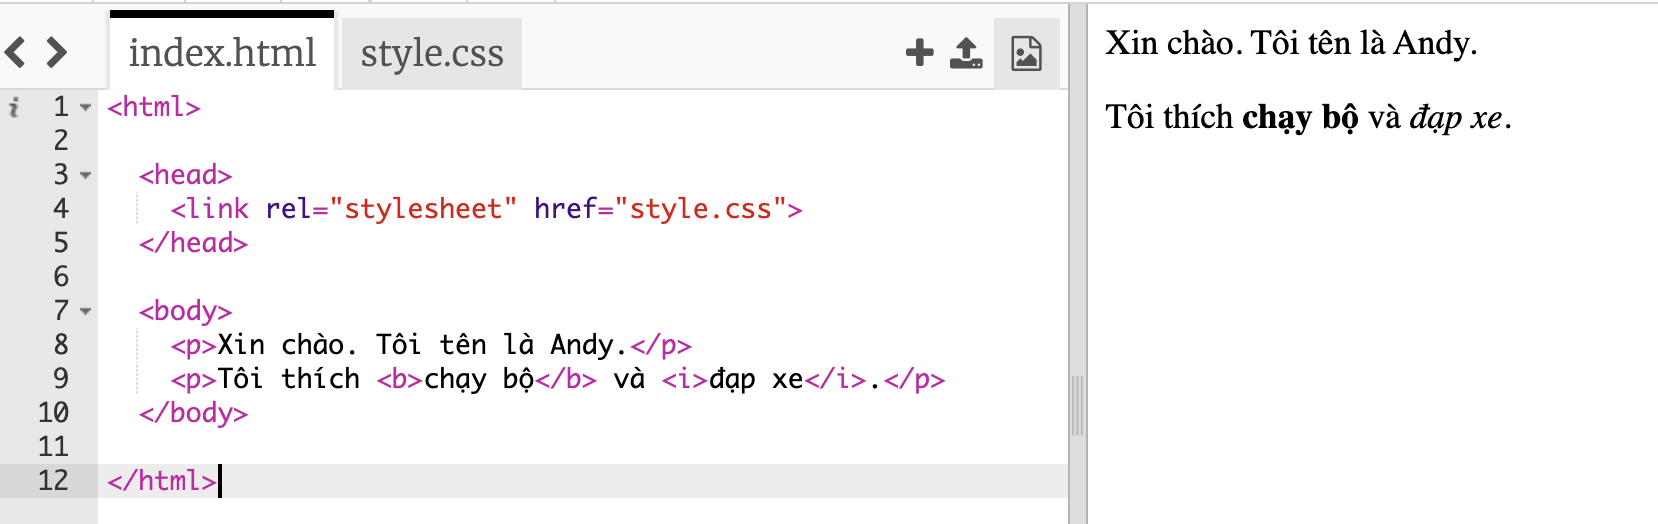 index.html
style.css
i
1 <html>
2
3 <head>
4 <link rel="stylesheet" href="style.css">
5 </head>
6
7 <body>
8 <p>Xin chào. Tôi tên là Andy.</p>
9 <p>Tôi thích <b>chạy bộ</b> và <i>đạp xe</i>.</p>
10 </body>
11
12 </html>
Xin chào. Tôi tên là Andy.
Tôi thích chạy bộ và đạp xe.